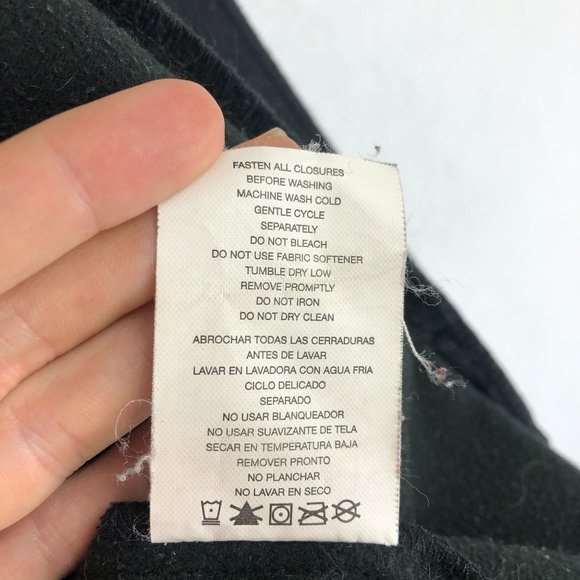 FASTEN ALL CLOSURES
BEFORE WASHING
MACHINE WASH COLD
GENTLE CYCLE
SEPARATELY
DO NOT BLEACH
DO NOT USE FABRIC SOFTENER
TUMBLE DRY LOW
REMOVE PROMPTLY
DO NOT IRON
DO NOT DRY CLEAN
ABROCHAR TODAS LAS CERRADURAS
ANTES DE LAVAR
LAVAR EN LAVADORA CON AGUA FRIA
CICLO DELICADO
SEPARADO
NO USAR BLANQUEADOR
NO USAR SUAVIZANTE DE TELA
SECAR EN TEMPERATURA BAJA
REMOVER PRONTO
NO PLANCHAR
NO LAVAR EN SECO